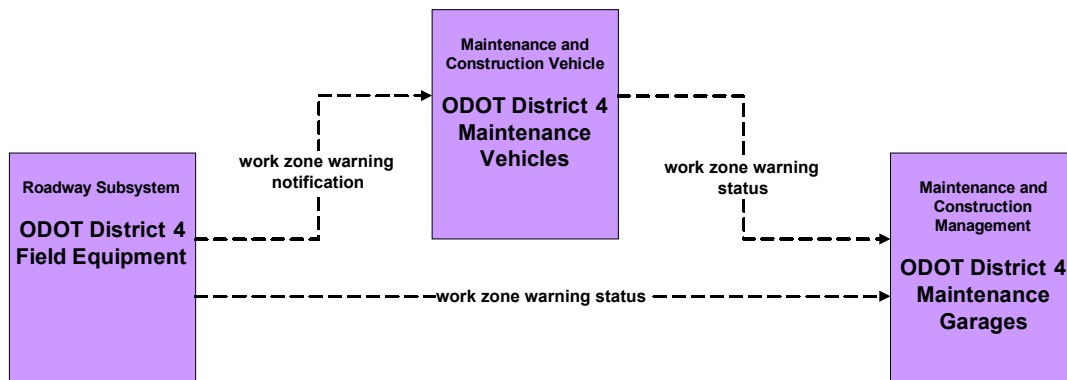 Maintenance and
Construction Vehicle
ODOT District 4
Maintenance
Vehicles
work zone warning
notification
work zone warning
status
Roadway Subsystem
ODOT District 4
Field Equipment
Maintenance and
Construction
Management
ODOT District 4
Maintenance
Garages
work zone warning status